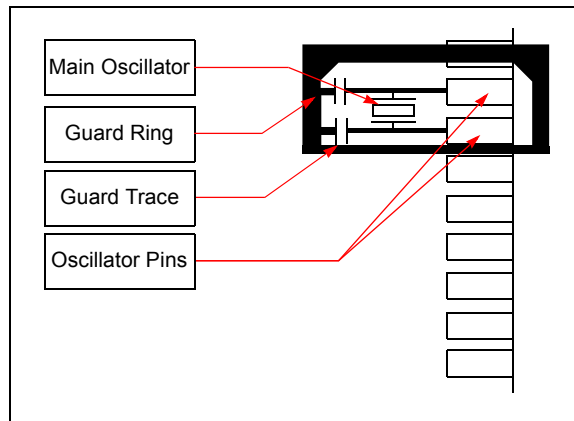 Main Oscillator
Guard Ring
Guard Trace
Oscillator Pins